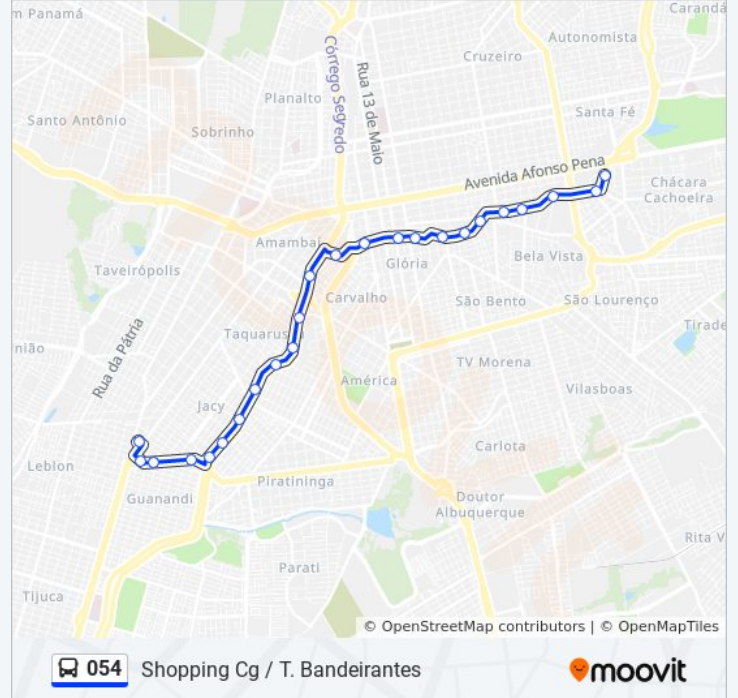 m Panamá
Carandá
Autonomista
Cruzeiro
Córrego Segredo
Rua 13 de Maio
Planalto
Santo Antônio
Sobrinho
Santa Fé
Avenida Afonso Pena
Chácara
Cachoeira
Amambaí
Glória
Bela Vista
Taveirópolis
Carvalho
São Bento
São Lourenço
Tirade
Taquarus
nião
Rua da Pátria
TV Morena
América
Vilasboas
Jacy
Carlota
Leblon
Piratininga
Guanandi
Doutor
Albuquerque
Rita V
Parati
Tijuca
© OpenStreetMap contributors | © OpenMapTiles
054 Shopping Cg / T. Bandeirantes
moovit